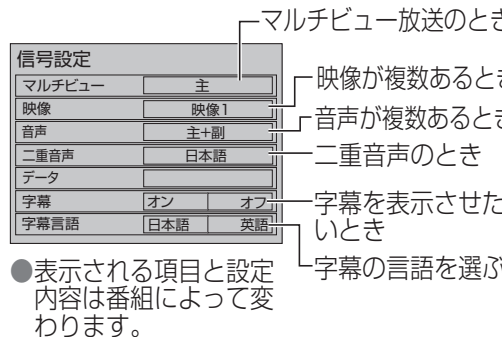 マルチビュー放送のとき
信号設定
マルチビュー 主
映像 映像1
音声 主+副
二重音声 日本語
データ
字幕 オン オフ
字幕言語 日本語 英語
映像が複数あるとき
音声が複数あるとき
二重音声のとき
字幕を表示させた
いとき
字幕の言語を選ぶ
●表示される項目と設定
内容は番組によって変
わります。